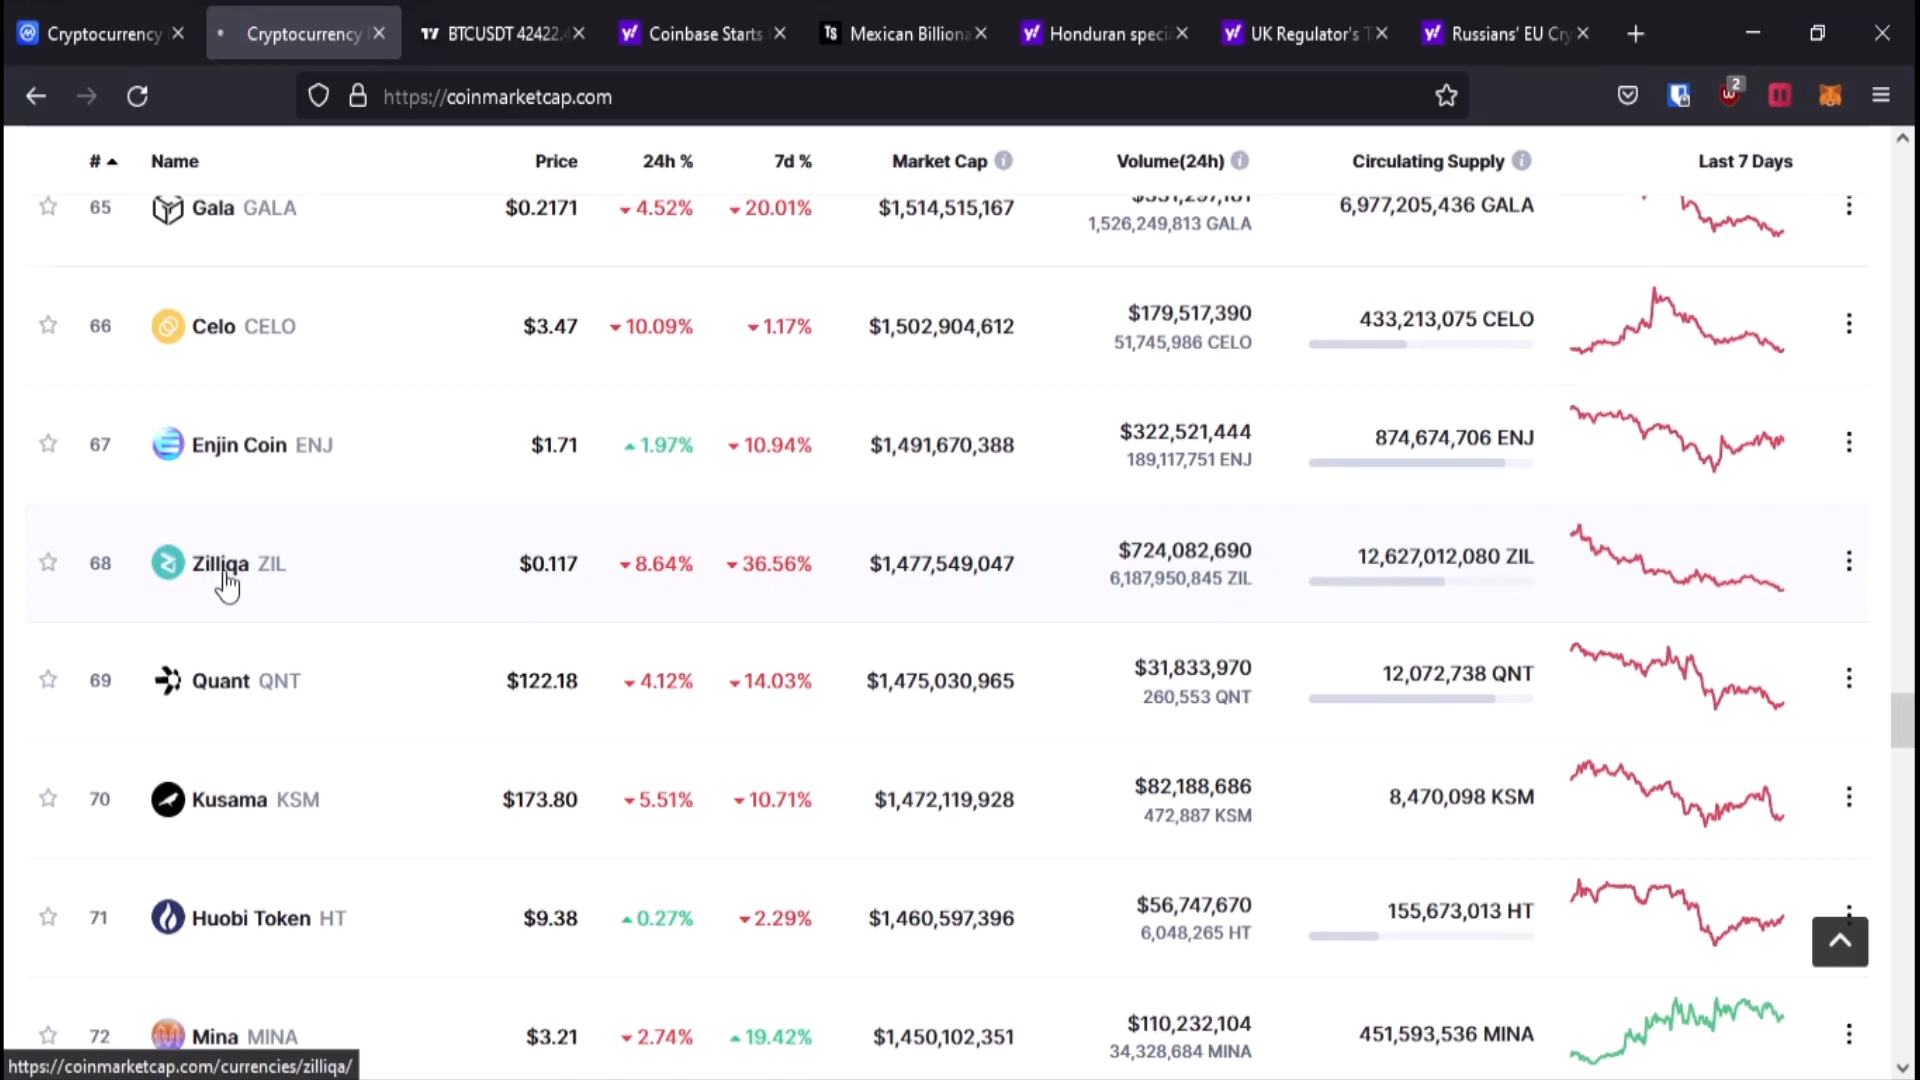 Cryptocurrency
Cryptocurrency
BTCUSDT 42422.
Coinbase Starts
Mexican Billiona
Honduran speci
UK Regulator's T
Russians' EU Cry
https://coinmarketcap.com
2
# Name Price 24h % 7d % Market Cap Volume(24h) Circulating Supply Last 7 Days
65 Gala GALA $0.2171 4.52% 20.01% $1,514,515,167 6,977,205,436 GALA
1,526,249,813 GALA
66 Celo CELO $3.47 10.09% 1.17% $1,502,904,612 $179,517,390 433,213,075 CELO
51,745,986 CELO
67 Enjin Coin ENJ $1.71 1.97% 10.94% $1,491,670,388 $322,521,444 874,674,706 ENJ
189,117,751 ENJ
68 Zilliqa ZIL $0.117 8.64% 36.56% $1,477,549,047 $724,082,690 12,627,012,080 ZIL
6,187,950,845 ZIL
69 Quant QNT $122.18 4.12% 14.03% $1,475,030,965 $31,833,970 12,072,738 QNT
260,553 QNT
70 Kusama KSM $173.80 5.51% 10.71% $1,472,119,928 $82,188,686 8,470,098 KSM
472,887 KSM
71 Huobi Token HT $9.38 0.27% 2.29% $1,460,597,396 $56,747,670 155,673,013 HT
6,048,265 HT
72 Mina MINA $3.21 2.74% 19.42% $1,450,102,351 $110,232,104 451,593,536 MINA
34,328,684 MINA
https://coinmarketcap.com/currencies/zilliqa/